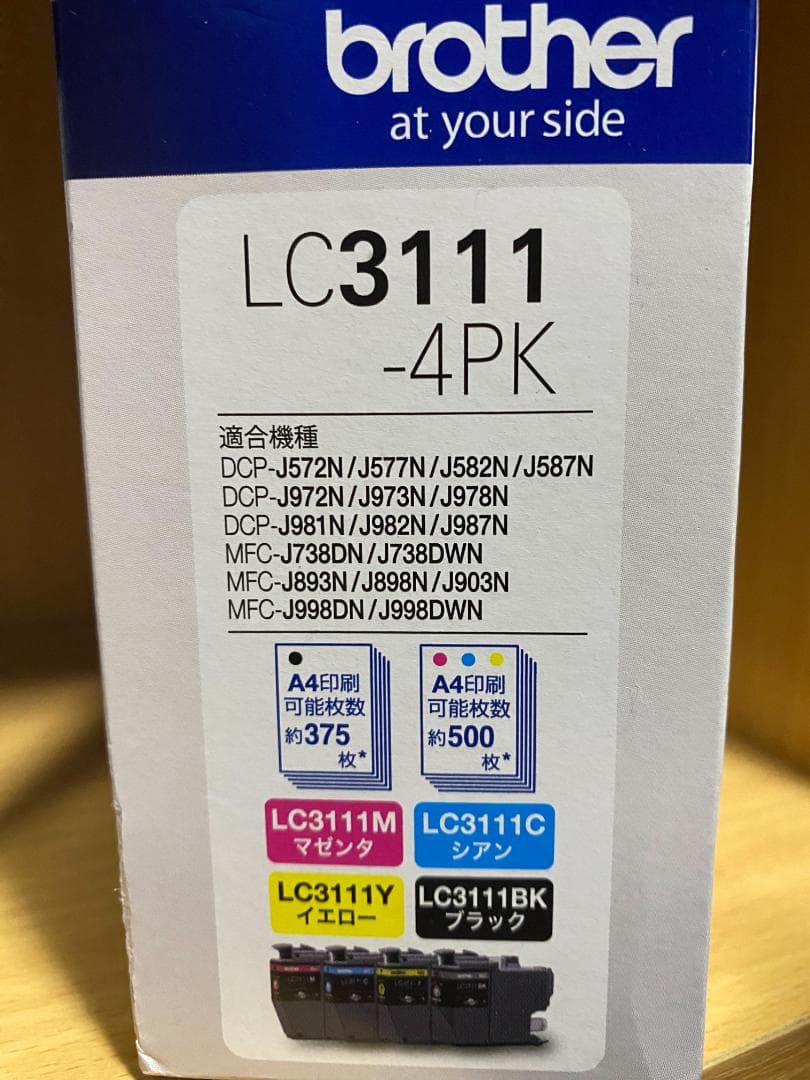 brother
at your side
LC3111
-4PK
適合機種
DCP-J572N/J577N/J582N/J587N
DCP-J972N/J973N/J978N
DCP-J981N/J982N/J987N
MFC-J738DN/J738DWN
MFC-J893N/J898N/J903N
MFC-J998DN/J998DWN
A4印刷
可能枚数
約375
枚*
A4印刷
可能枚数
約500
枚*
LC3111M
マゼンタ
LC3111C
シアン
LC3111Y
イエロー
LC3111BK
ブラック